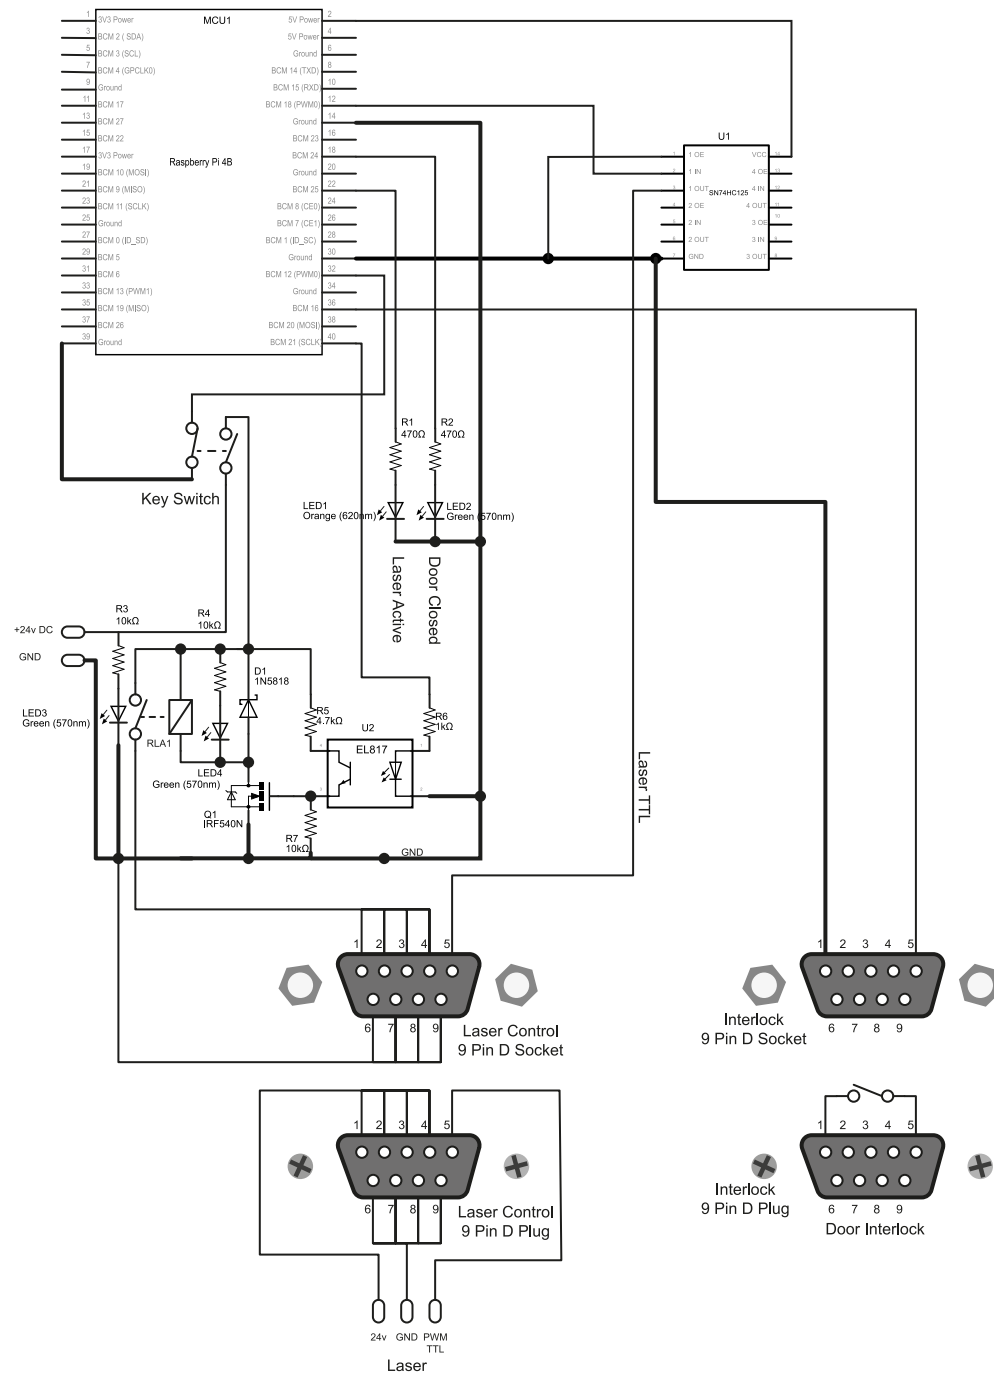 MCU1
Raspberry Pi 4B
1 3V3 Power
3 BCM 2 ( SDA)
5 BCM 3 (SCL)
7 BCM 4 (GPCLK0)
9 Ground
11 BCM 17
13 BCM 27
15 BCM 22
17 3V3 Power
19 BCM 10 (MOSI)
21 BCM 9 (MISO)
23 BCM 11 (SCLK)
25 Ground
27 BCM 0 (ID_SD)
29 BCM 5
31 BCM 6
33 BCM 13 (PWM1)
35 BCM 19 (MISO)
37 BCM 26
39 Ground
5V Power 2
5V Power 4
Ground 6
BCM 14 (TXD) 8
BCM 15 (RXD) 10
BCM 18 (PWM0) 12
Ground 14
BCM 23 16
BCM 24 18
Ground 20
BCM 25 22
BCM 8 (CE0) 24
BCM 7 (CE1) 26
BCM 1 (ID_SC) 28
Ground 30
BCM 12 (PWM0) 32
Ground 34
BCM 16 36
BCM 20 (MOSI) 38
BCM 21 (SCLK) 40
U1
SN74HC125
1 OE
1 IN
1 OUT
2 OE
2 IN
2 OUT
GND
VCC
4 OE
4 IN
4 OUT
3 OE
3 IN
3 OUT
Key Switch
R1
470Ω
R2
470Ω
LED1
Orange (620nm)
LED2
Green (570nm)
Laser Active
Door Closed
+24v DC
GND
R3
10kΩ
R4
10kΩ
D1
1N5818
LED3
Green (570nm)
RLA1
LED4
Green (570nm)
R5
4.7kΩ
U2
EL817
R6
1kΩ
Q1
IRF540N
R7
10kΩ
GND
Laser TTL
1 2 3 4 5
6 7 8 9
Laser Control
9 Pin D Socket
1 2 3 4 5
6 7 8 9
Interlock
9 Pin D Socket
1 2 3 4 5
6 7 8 9
Laser Control
9 Pin D Plug
1 2 3 4 5
6 7 8 9
Interlock
9 Pin D Plug
Door Interlock
24v GND PWM
TTL
Laser